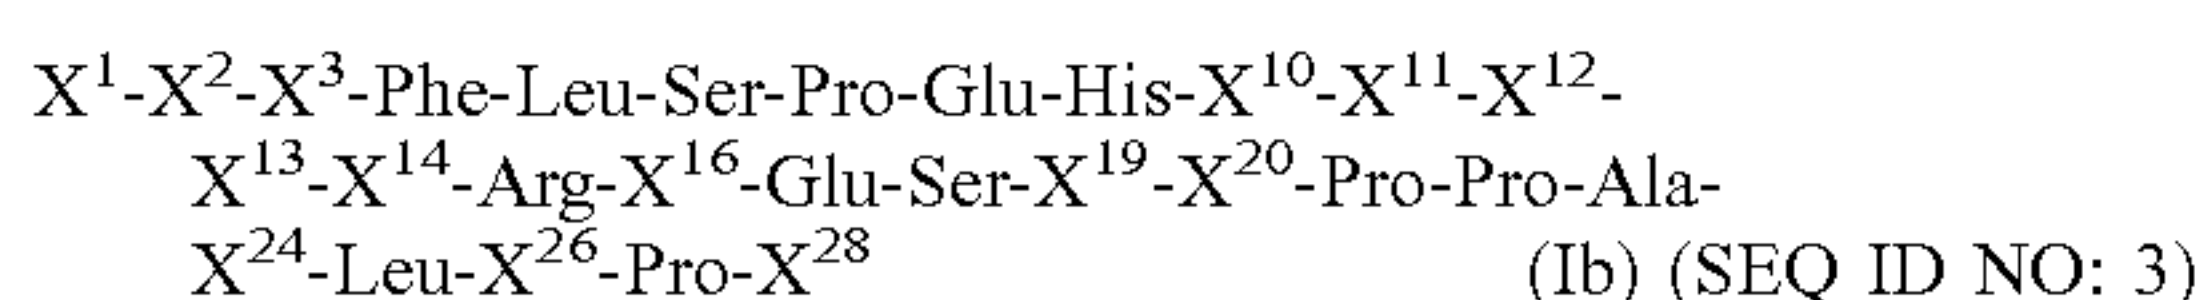 X¹-X²-X³-Phe-Leu-Ser-Pro-Glu-His-X¹⁰-X¹¹-X¹²-
X¹³-X¹⁴-Arg-X¹⁶-Glu-Ser-X¹⁹-X²⁰-Pro-Pro-Ala-
X²⁴-Leu-X²⁶-Pro-X²⁸ (Ib) (SEQ ID NO: 3)